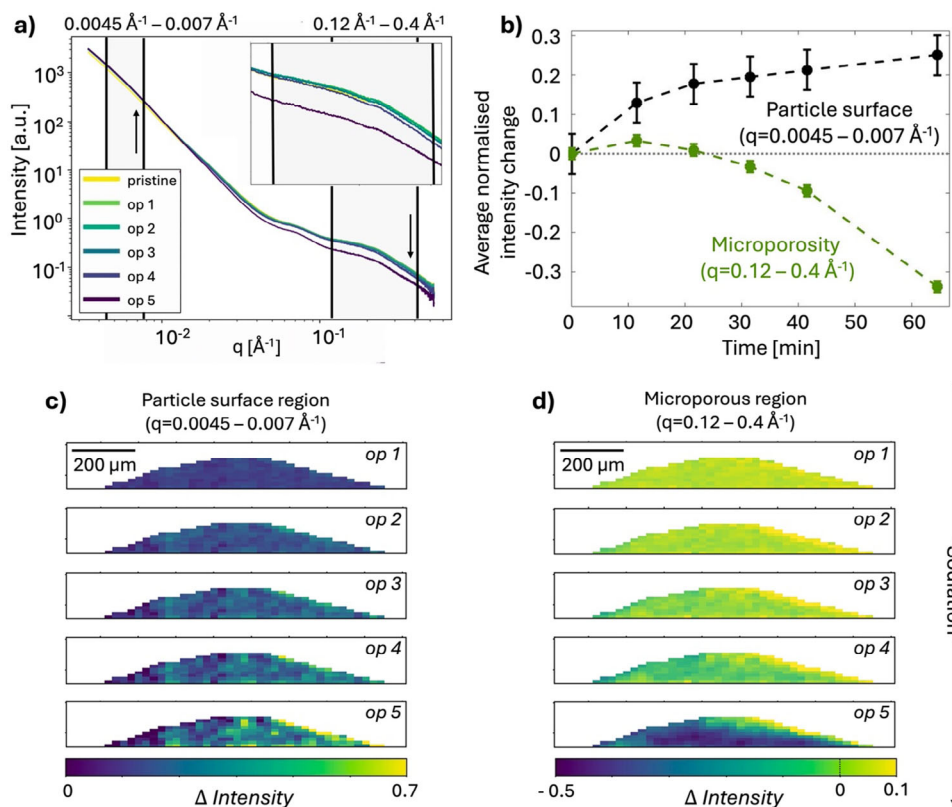 a)
0.0045 Å⁻¹ – 0.007 Å⁻¹
0.12 Å⁻¹ – 0.4 Å⁻¹
Intensity [a.u.]
10³
10²
10¹
10⁰
10⁻¹
pristine
op 1
op 2
op 3
op 4
op 5
10⁻²
10⁻¹
q [Å⁻¹]
b)
Average normalised
intensity change
0.3
0.2
0.1
0
-0.1
-0.2
-0.3
Particle surface
(q=0.0045 – 0.007 Å⁻¹)
Microporosity
(q=0.12 – 0.4 Å⁻¹)
0
10
20
30
40
50
60
Time [min]
c)
Particle surface region
(q=0.0045 – 0.007 Å⁻¹)
200 µm
op 1
op 2
op 3
op 4
op 5
0
0.7
Δ Intensity
d)
Microporous region
(q=0.12 – 0.4 Å⁻¹)
200 µm
op 1
op 2
op 3
op 4
op 5
- 0.5
0
0.1
Δ Intensity